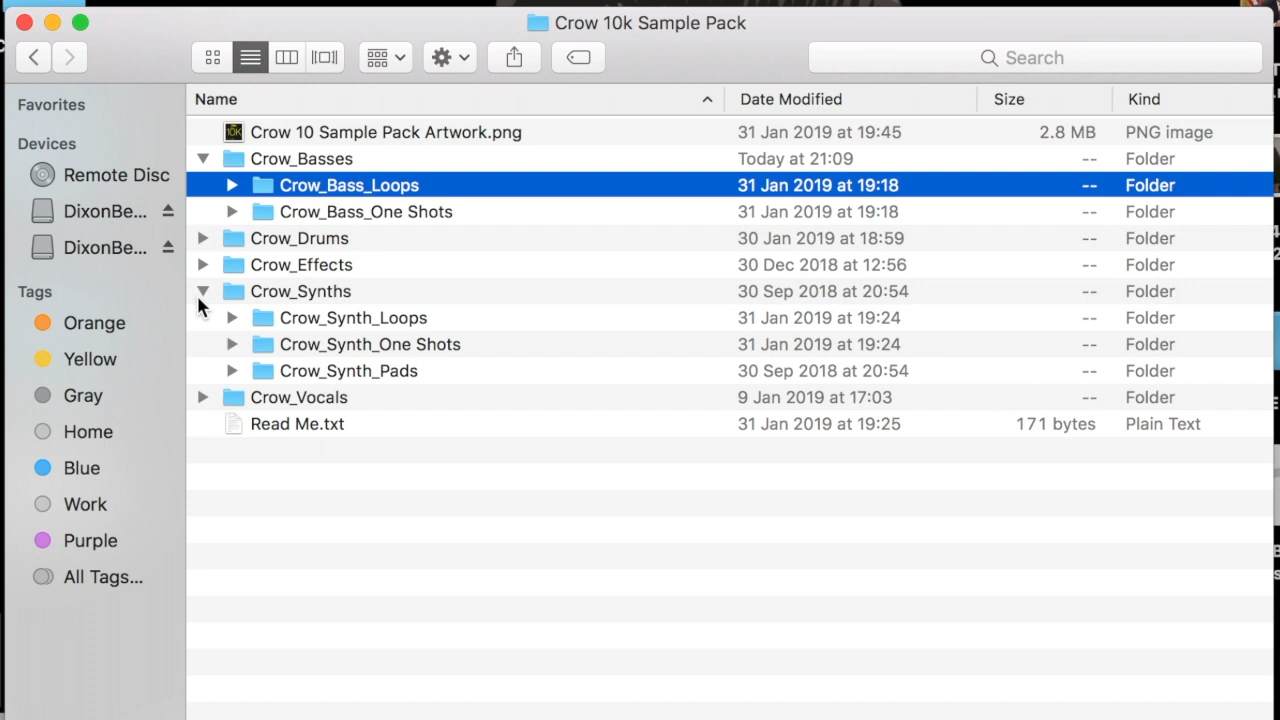 Crow 10k Sample Pack
Search
Favorites
Devices
Remote Disc
DixonBe...
DixonBe...
Tags
Orange
Yellow
Gray
Home
Blue
Work
Purple
All Tags...
Name Date Modified Size Kind
Crow 10 Sample Pack Artwork.png 31 Jan 2019 at 19:45 2.8 MB PNG image
Crow_Basses Today at 21:09 -- Folder
Crow_Bass_Loops 31 Jan 2019 at 19:18 -- Folder
Crow_Bass_One Shots 31 Jan 2019 at 19:18 -- Folder
Crow_Drums 30 Jan 2019 at 18:59 -- Folder
Crow_Effects 30 Dec 2018 at 12:56 -- Folder
Crow_Synths 30 Sep 2018 at 20:54 -- Folder
Crow_Synth_Loops 31 Jan 2019 at 19:24 -- Folder
Crow_Synth_One Shots 31 Jan 2019 at 19:24 -- Folder
Crow_Synth_Pads 30 Sep 2018 at 20:54 -- Folder
Crow_Vocals 9 Jan 2019 at 17:03 -- Folder
Read Me.txt 31 Jan 2019 at 19:25 171 bytes Plain Text